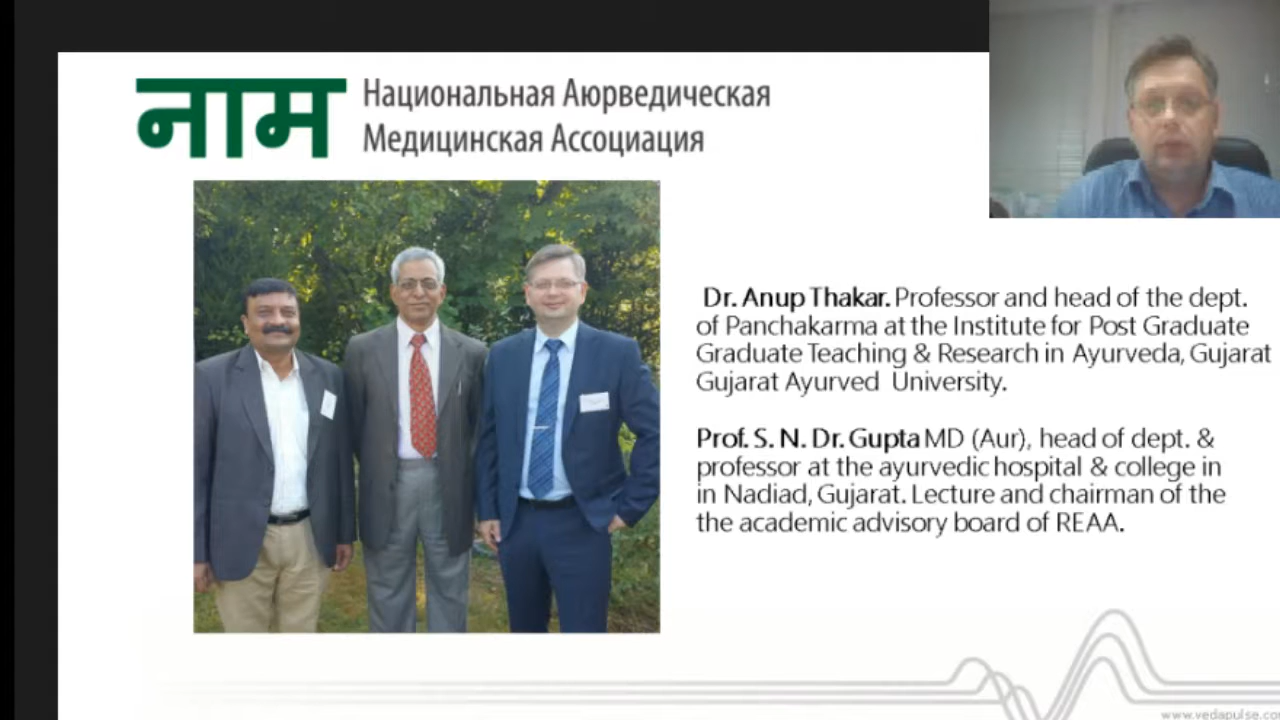 नाम
Национальная Аюрведическая
Медицинская Ассоциация
Dr. Anup Thakar. Professor and head of the dept.
of Panchakarma at the Institute for Post Graduate
Graduate Teaching & Research in Ayurveda, Gujarat
Gujarat Ayurved University.
Prof. S. N. Dr. Gupta MD (Aur), head of dept. &
professor at the ayurvedic hospital & college in
in Nadiad, Gujarat. Lecture and chairman of the
the academic advisory board of REAA.
www.vedapulse.co